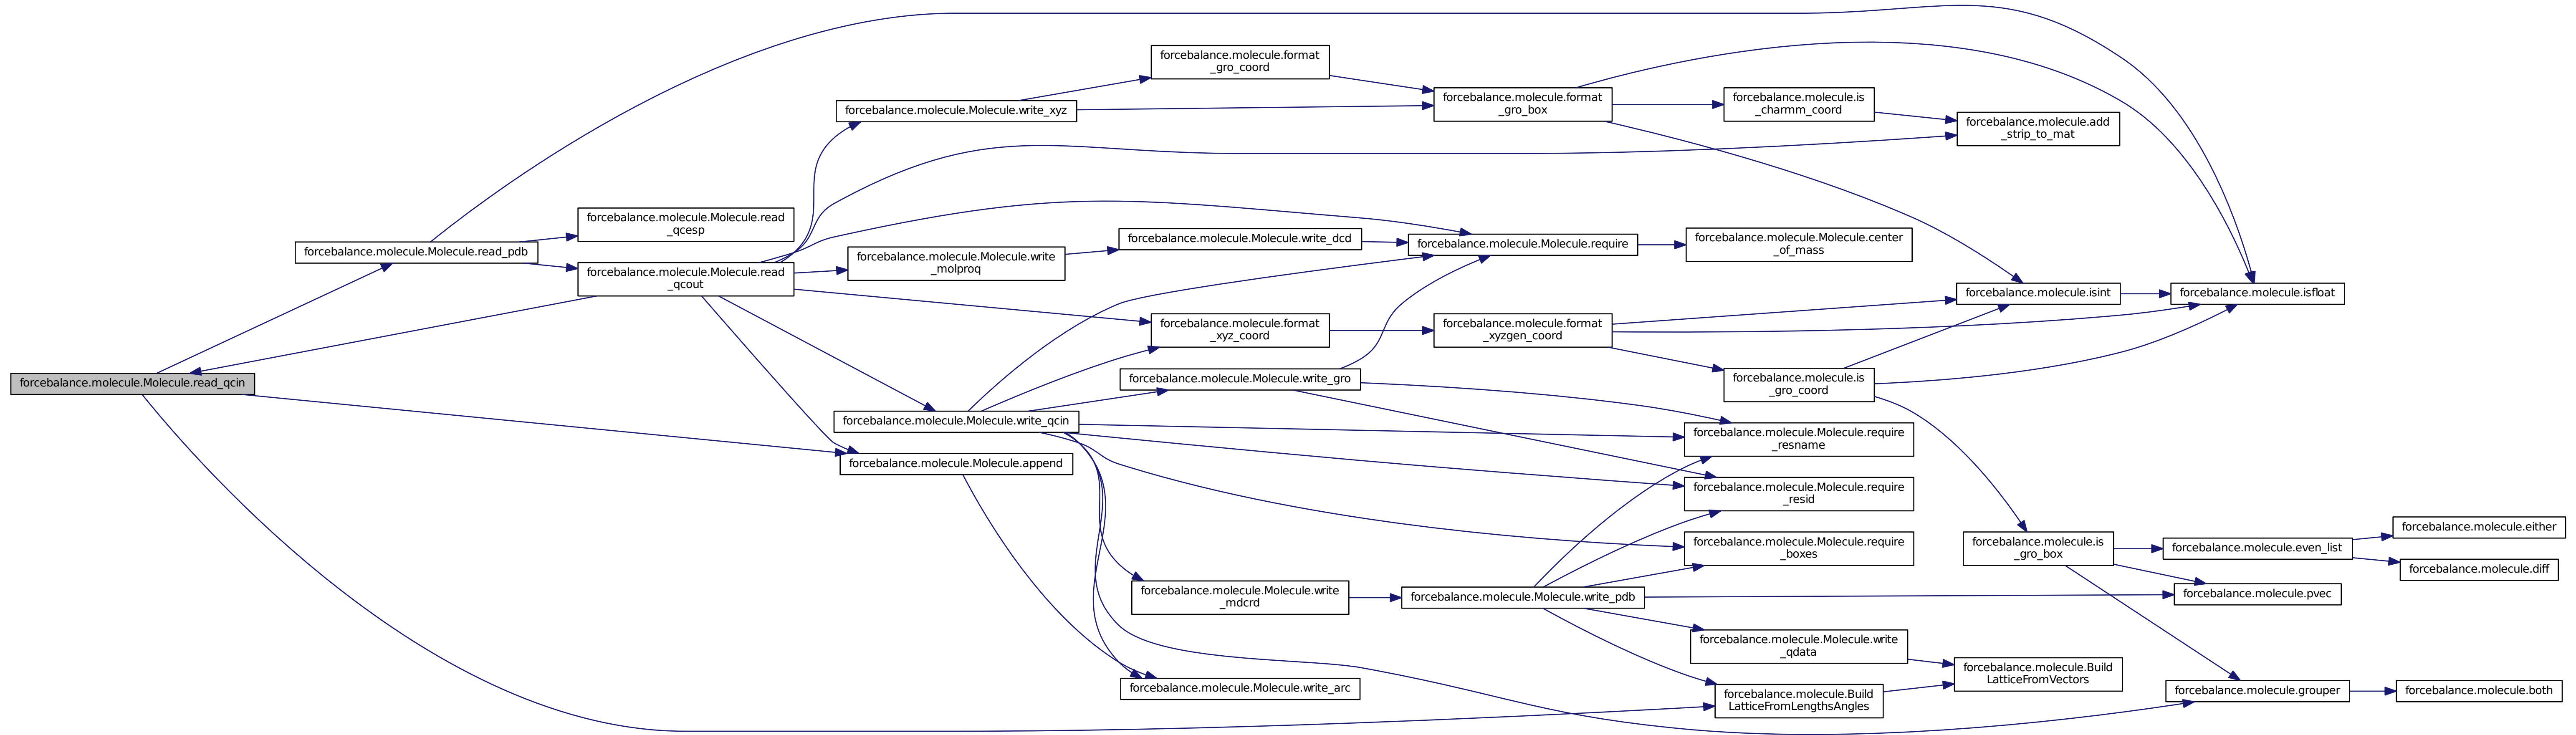 forcebalance.molecule.Molecule.read_qcin
forcebalance.molecule.Molecule.read_pdb
forcebalance.molecule.Molecule.read
_qcesp
forcebalance.molecule.Molecule.read
_qcout
forcebalance.molecule.Molecule.write_xyz
forcebalance.molecule.Molecule.write
_molproq
forcebalance.molecule.Molecule.write_qcin
forcebalance.molecule.Molecule.append
forcebalance.molecule.format
_gro_coord
forcebalance.molecule.Molecule.write_dcd
forcebalance.molecule.format
_xyz_coord
forcebalance.molecule.Molecule.write_gro
forcebalance.molecule.Molecule.write
_mdcrd
forcebalance.molecule.Molecule.write_arc
forcebalance.molecule.format
_gro_box
forcebalance.molecule.Molecule.require
forcebalance.molecule.format
_xyzgen_coord
forcebalance.molecule.Molecule.write_pdb
forcebalance.molecule.is
_charmm_coord
forcebalance.molecule.Molecule.center
_of_mass
forcebalance.molecule.is
_gro_coord
forcebalance.molecule.Molecule.require
_resname
forcebalance.molecule.Molecule.require
_resid
forcebalance.molecule.Molecule.require
_boxes
forcebalance.molecule.Molecule.write
_qdata
forcebalance.molecule.Build
LatticeFromLengthsAngles
forcebalance.molecule.add
_strip_to_mat
forcebalance.molecule.isint
forcebalance.molecule.is
_gro_box
forcebalance.molecule.Build
LatticeFromVectors
forcebalance.molecule.isfloat
forcebalance.molecule.even_list
forcebalance.molecule.pvec
forcebalance.molecule.grouper
forcebalance.molecule.either
forcebalance.molecule.diff
forcebalance.molecule.both